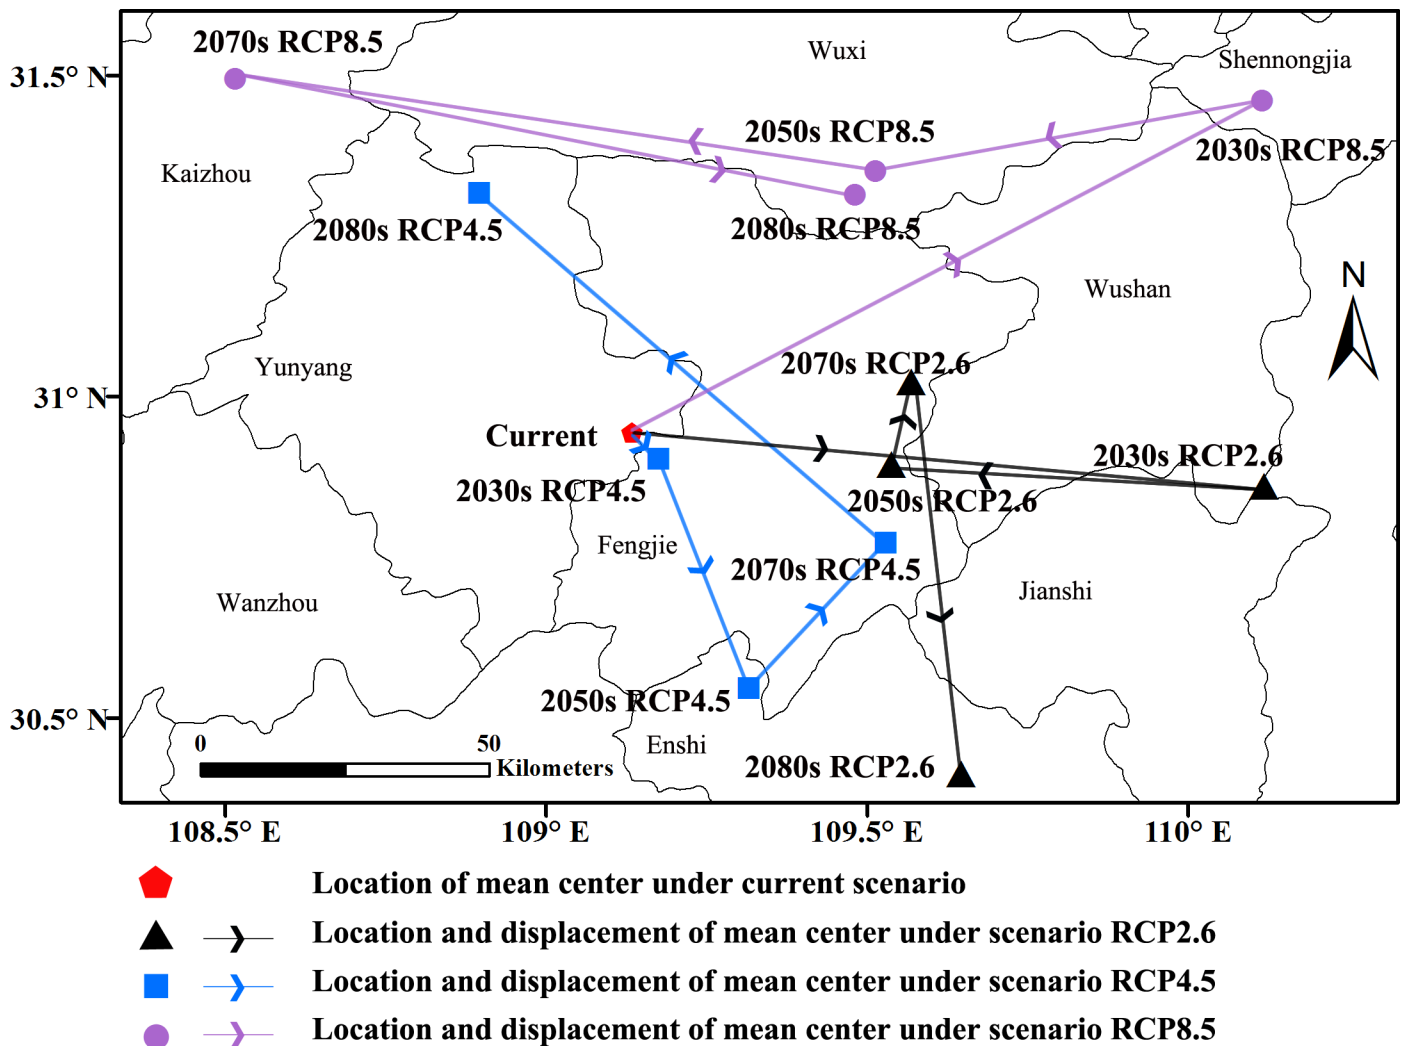 2070s RCP8.5
Wuxi
Shennongjia
31.5° N
2050s RCP8.5
2030s RCP8.5
Kaizhou
2080s RCP4.5
2080s RCP8.5
N
Wushan
Yunyang
2070s RCP2.6
31° N
Current
2030s RCP2.6
2030s RCP4.5
2050s RCP2.6
Fengjie
2070s RCP4.5
Jianshi
Wanzhou
2050s RCP4.5
30.5° N
Enshi
0 50
Kilometers
2080s RCP2.6
108.5° E 109° E 109.5° E 110° E
Location of mean center under current scenario
Location and displacement of mean center under scenario RCP2.6
Location and displacement of mean center under scenario RCP4.5
Location and displacement of mean center under scenario RCP8.5